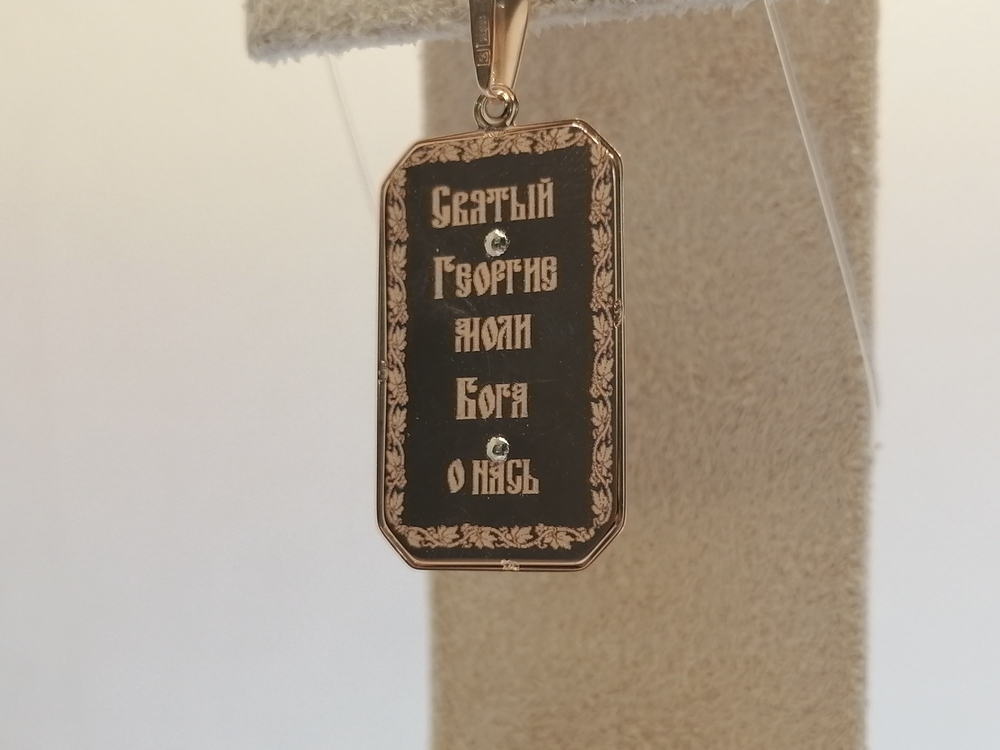 Святый
Георгие
моли
Бога
о нась